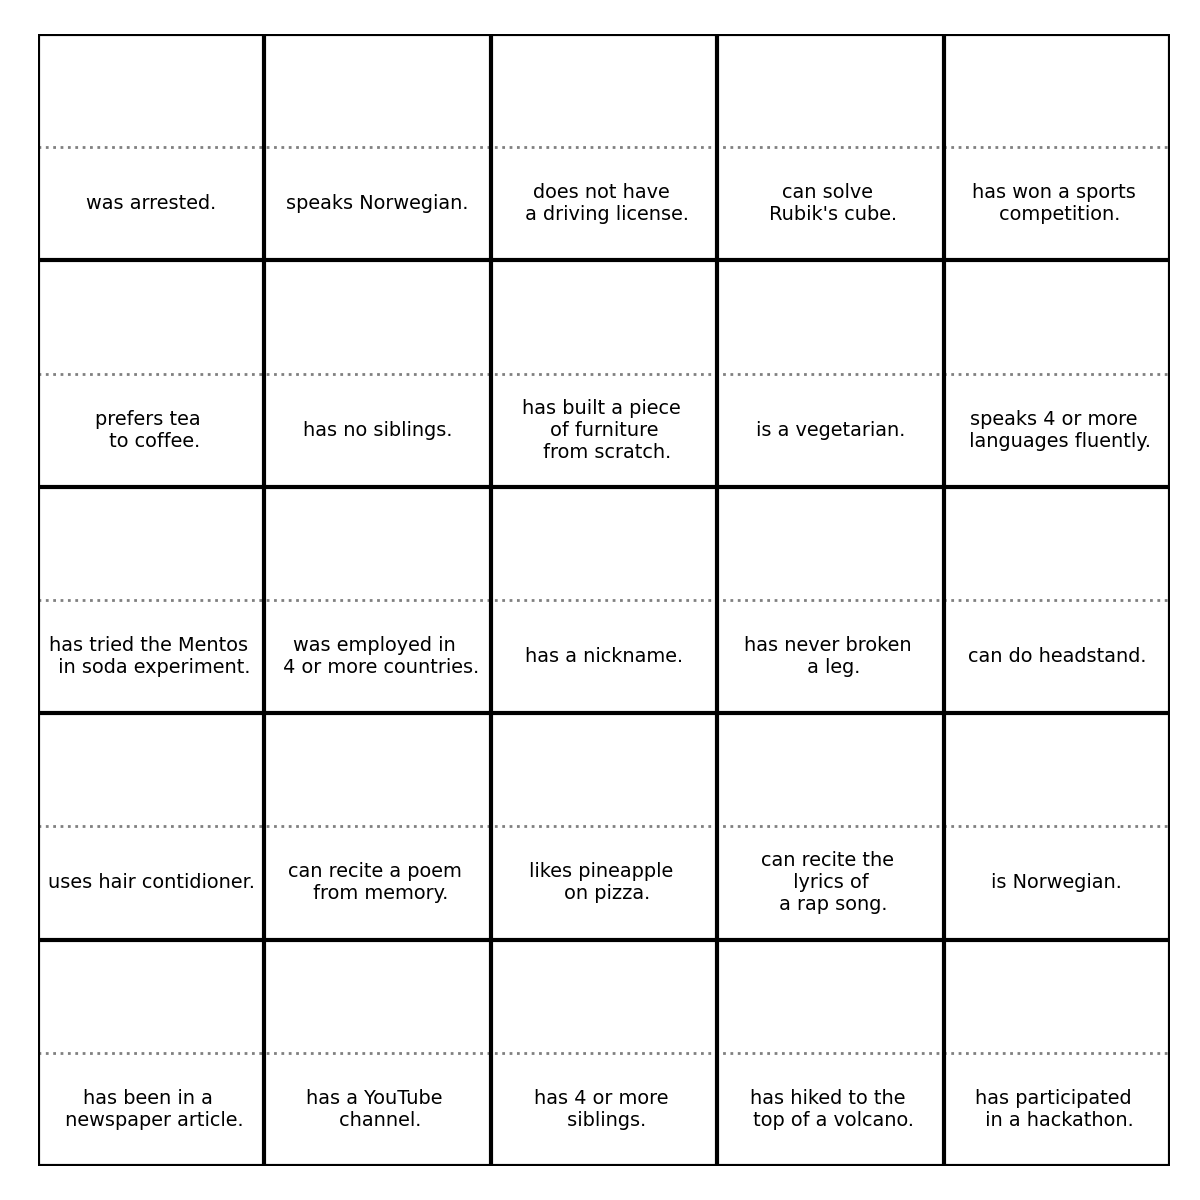 was arrested.
speaks Norwegian.
does not have
a driving license.
can solve
Rubik's cube.
has won a sports
competition.
prefers tea
to coffee.
has no siblings.
has built a piece
of furniture
from scratch.
is a vegetarian.
speaks 4 or more
languages fluently.
has tried the Mentos
in soda experiment.
was employed in
4 or more countries.
has a nickname.
has never broken
a leg.
can do headstand.
uses hair contidioner.
can recite a poem
from memory.
likes pineapple
on pizza.
can recite the
lyrics of
a rap song.
is Norwegian.
has been in a
newspaper article.
has a YouTube
channel.
has 4 or more
siblings.
has hiked to the
top of a volcano.
has participated
in a hackathon.